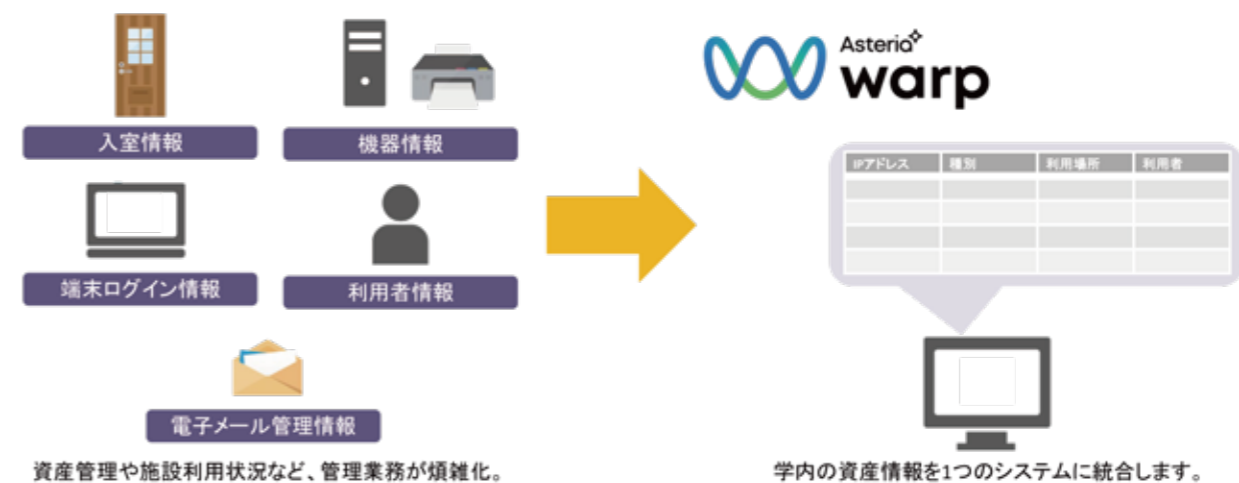 Asteria
warp
入室情報
機器情報
IPアドレス 種別 利用場所 利用者
端末ログイン情報
利用者情報
電子メール管理情報
資産管理や施設利用状況など、管理業務が煩雑化。
学内の資産情報を1つのシステムに統合します。